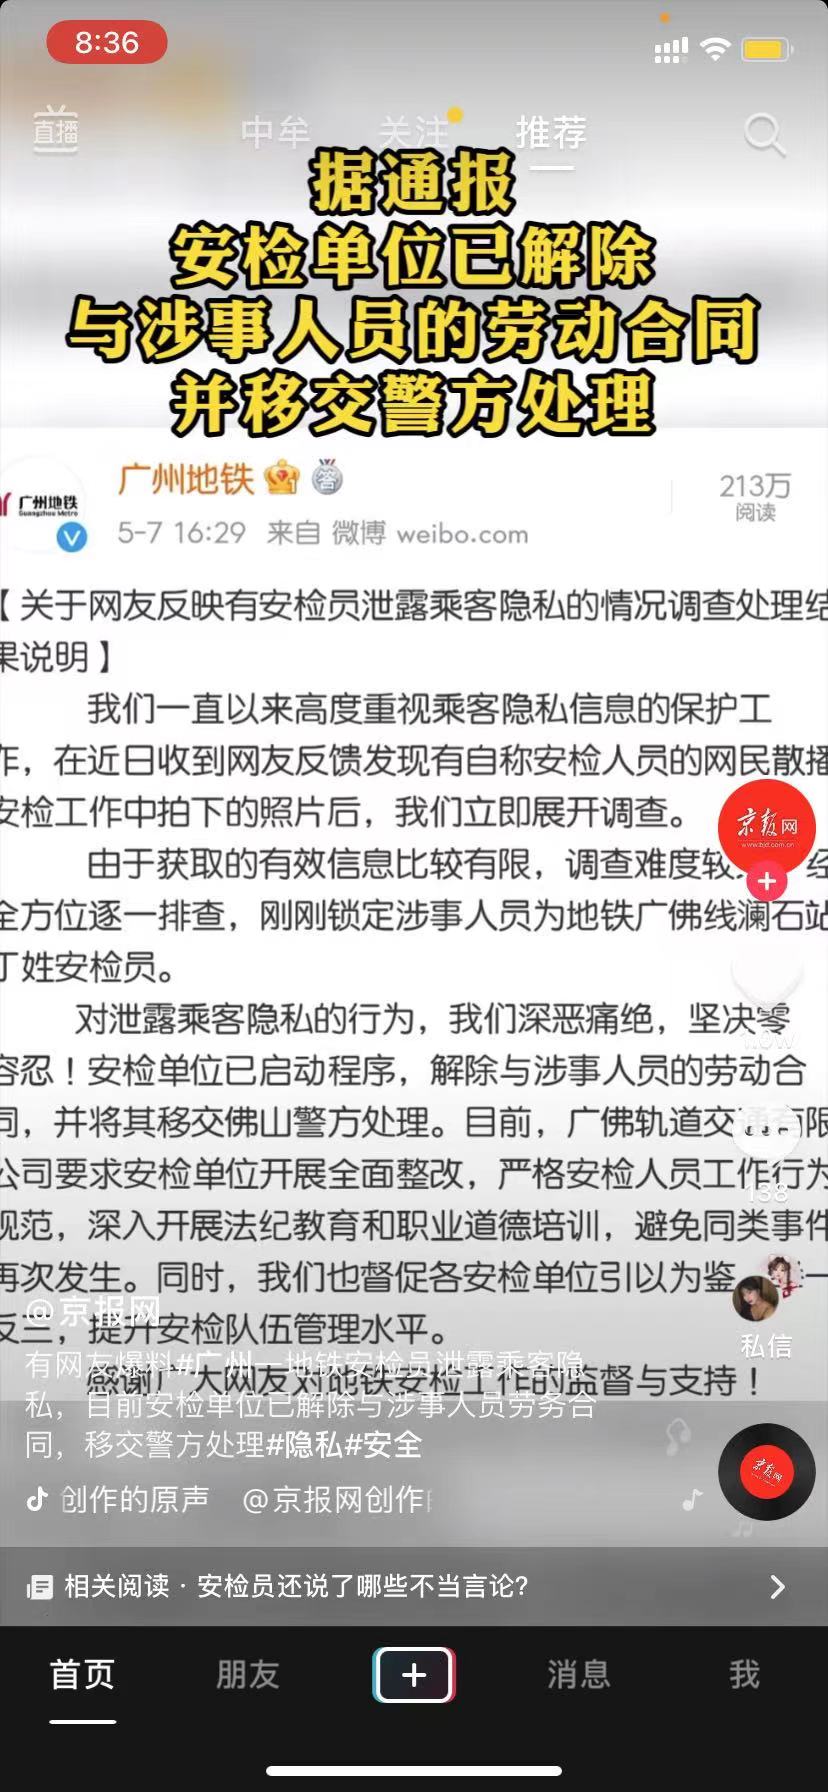 8:36
直播
中牟 关注 推荐
据通报
安检单位已解除
与涉事人员的劳动合同
并移交警方处理
广州地铁
Guangzhou Metro
广州地铁
213万
阅读
5-7 16:29 来自 微博 weibo.com
【关于网友反映有安检员泄露乘客隐私的情况调查处理结
果说明】
我们一直以来高度重视乘客隐私信息的保护工
作，在近日收到网友反馈发现有自称安检人员的网民散播
安检工作中拍下的照片后，我们立即展开调查。
京报网
www.bjd.com.cn
由于获取的有效信息比较有限，调查难度较 经
全方位逐一排查，刚刚锁定涉事人员为地铁广佛线澜石站
丁姓安检员。
对泄露乘客隐私的行为，我们深恶痛绝，坚决零
容忍！安检单位已启动程序，解除与涉事人员的劳动合
同，并将其移交佛山警方处理。目前，广佛轨道交通有限
公司要求安检单位开展全面整改，严格安检人员工作行为
138
规范，深入开展法纪教育和职业道德培训，避免同类事件
再次发生。同时，我们也督促各安检单位引以为鉴 一
反三，提升安检队伍管理水平。
感谢广大网友对地铁安检工作的监督与支持！
私信
@京报网
有网友爆料#广州一地铁安检员泄露乘客隐
私，目前安检单位已解除与涉事人员劳务合
同，移交警方处理#隐私#安全
创作的原声 @京报网创作
京报网
相关阅读 · 安检员还说了哪些不当言论?
首页 朋友 消息 我